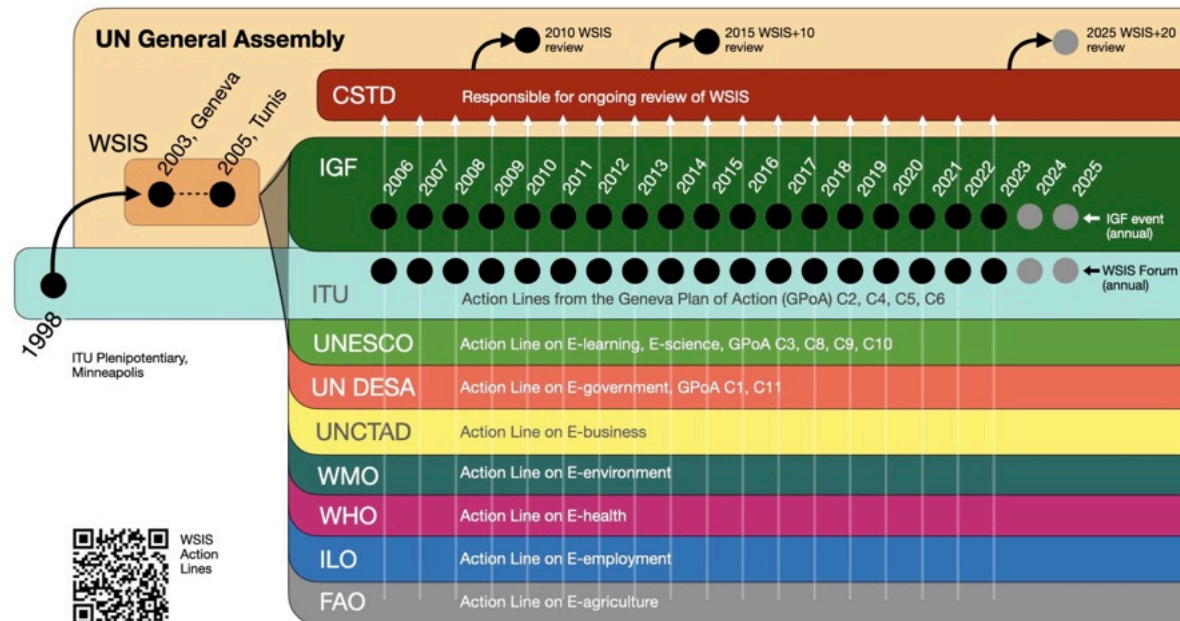 UN General Assembly
2010 WSIS
review
2015 WSIS+10
review
2025 WSIS+20
review
CSTD
Responsible for ongoing review of WSIS
WSIS
2003, Geneva
2005, Tunis
IGF
2006
2007
2008
2009
2010
2011
2012
2013
2014
2015
2016
2017
2018
2019
2020
2021
2022
2023
2024
2025
IGF event
(annual)
WSIS Forum
(annual)
1998
ITU Plenipotentiary,
Minneapolis
ITU
Action Lines from the Geneva Plan of Action (GPoA) C2, C4, C5, C6
UNESCO
Action Line on E-learning, E-science, GPoA C3, C8, C9, C10
UN DESA
Action Line on E-government, GPoA C1, C11
UNCTAD
Action Line on E-business
WMO
Action Line on E-environment
WHO
Action Line on E-health
ILO
Action Line on E-employment
FAO
Action Line on E-agriculture
WSIS
Action
Lines